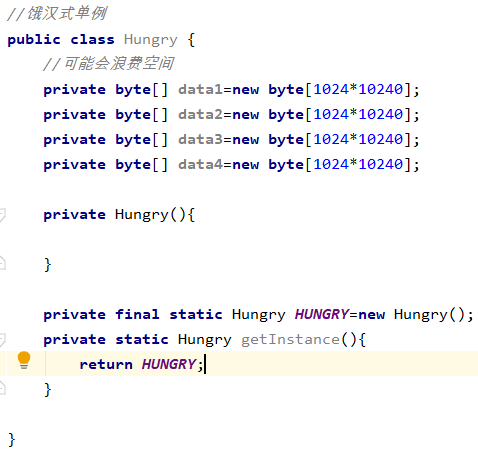 //饿汉式单例
public class Hungry {
    //可能会浪费空间
    private byte[] data1=new byte[1024*10240];
    private byte[] data2=new byte[1024*10240];
    private byte[] data3=new byte[1024*10240];
    private byte[] data4=new byte[1024*10240];

    private Hungry(){

    }

    private final static Hungry HUNGRY=new Hungry();
    private static Hungry getInstance(){
        return HUNGRY;
    }

}